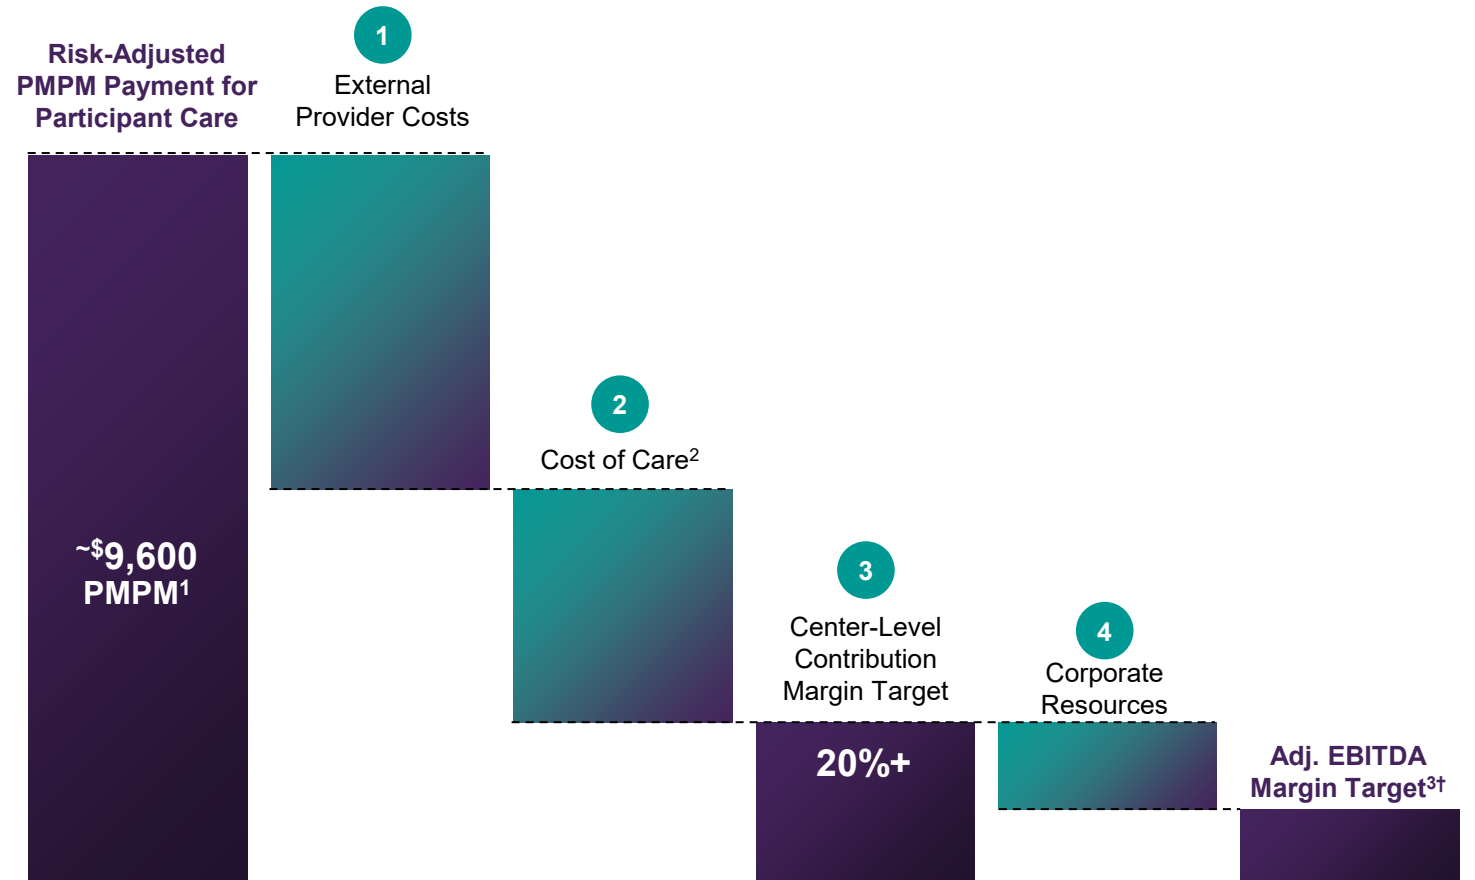 Risk-Adjusted
PMPM Payment for
Participant Care
1
External
Provider Costs
~$9,600
PMPM1
2
Cost of Care2
3
Center-Level
Contribution
Margin Target
20%+
4
Corporate
Resources
Adj. EBITDA
Margin Target3†